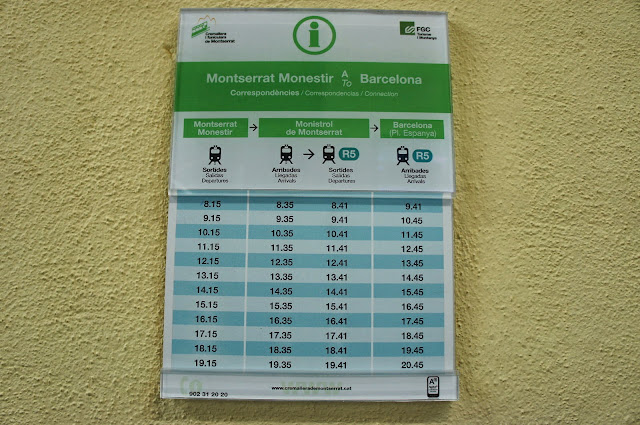 Cremallera
i Funiculars
de Montserrat
i
FGC
Turisme
i Muntanya
Montserrat Monestir A To Barcelona
Correspondències / Correspondencias / Connection
Montserrat Monestir → Monistrol de Montserrat → Barcelona (Pl. Espanya)
→ R5 R5
Sortides Arribades Sortides Arribades
Salidas Llegadas Salidas Llegadas
Departures Arrivals Departures Arrivals
8.15 8.35 8.41 9.41
9.15 9.35 9.41 10.45
10.15 10.35 10.41 11.45
11.15 11.35 11.41 12.45
12.15 12.35 12.41 13.45
13.15 13.35 13.41 14.45
14.15 14.35 14.41 15.45
15.15 15.35 15.41 16.45
16.15 16.35 16.41 17.45
17.15 17.35 17.41 18.45
18.15 18.35 18.41 19.45
19.15 19.35 19.41 20.45
902 31 20 20
www.cremallerademontserrat.cat